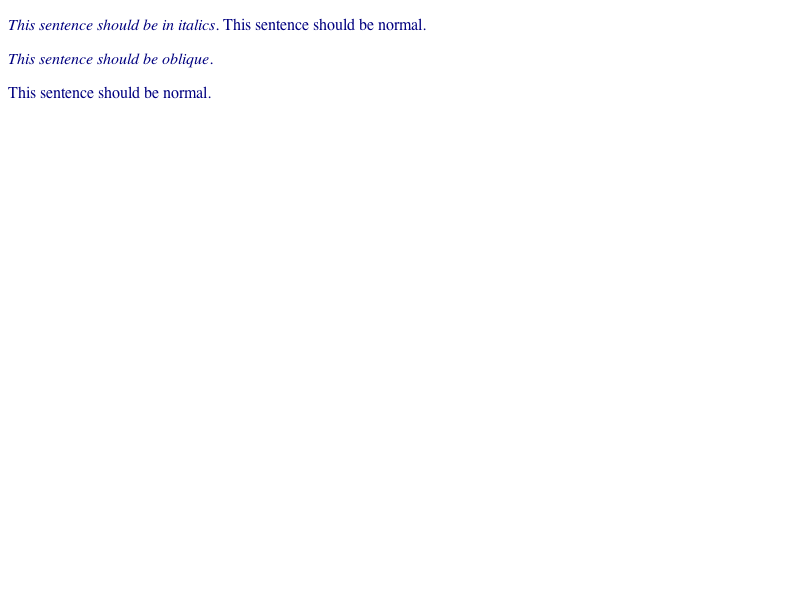 This sentence should be in italics. This sentence should be normal.
This sentence should be oblique.
This sentence should be normal.